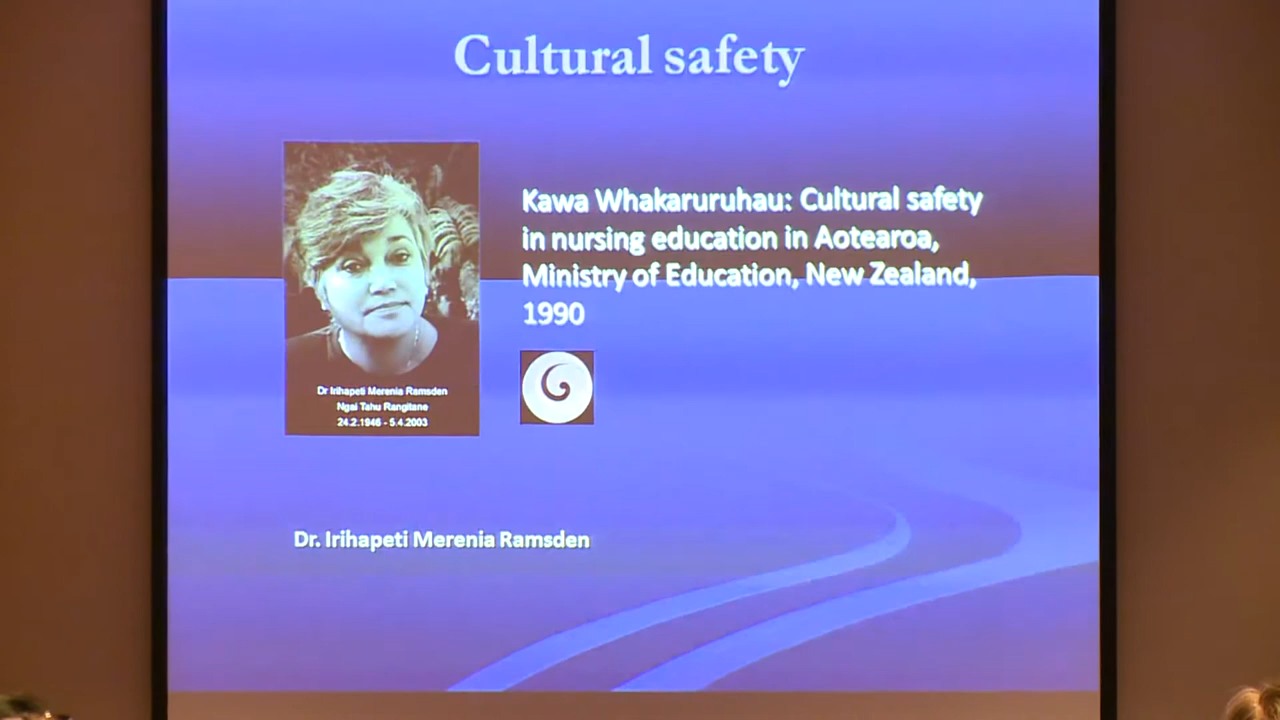 Cultural safety
Kawa Whakaruruhau: Cultural safety
in nursing education in Aotearoa,
Ministry of Education, New Zealand,
1990
Dr Irihapeti Merenia Ramsden
Ngai Tahu Rangitane
24.2.1946 - 5.4.2003
Dr. Irihapeti Merenia Ramsden